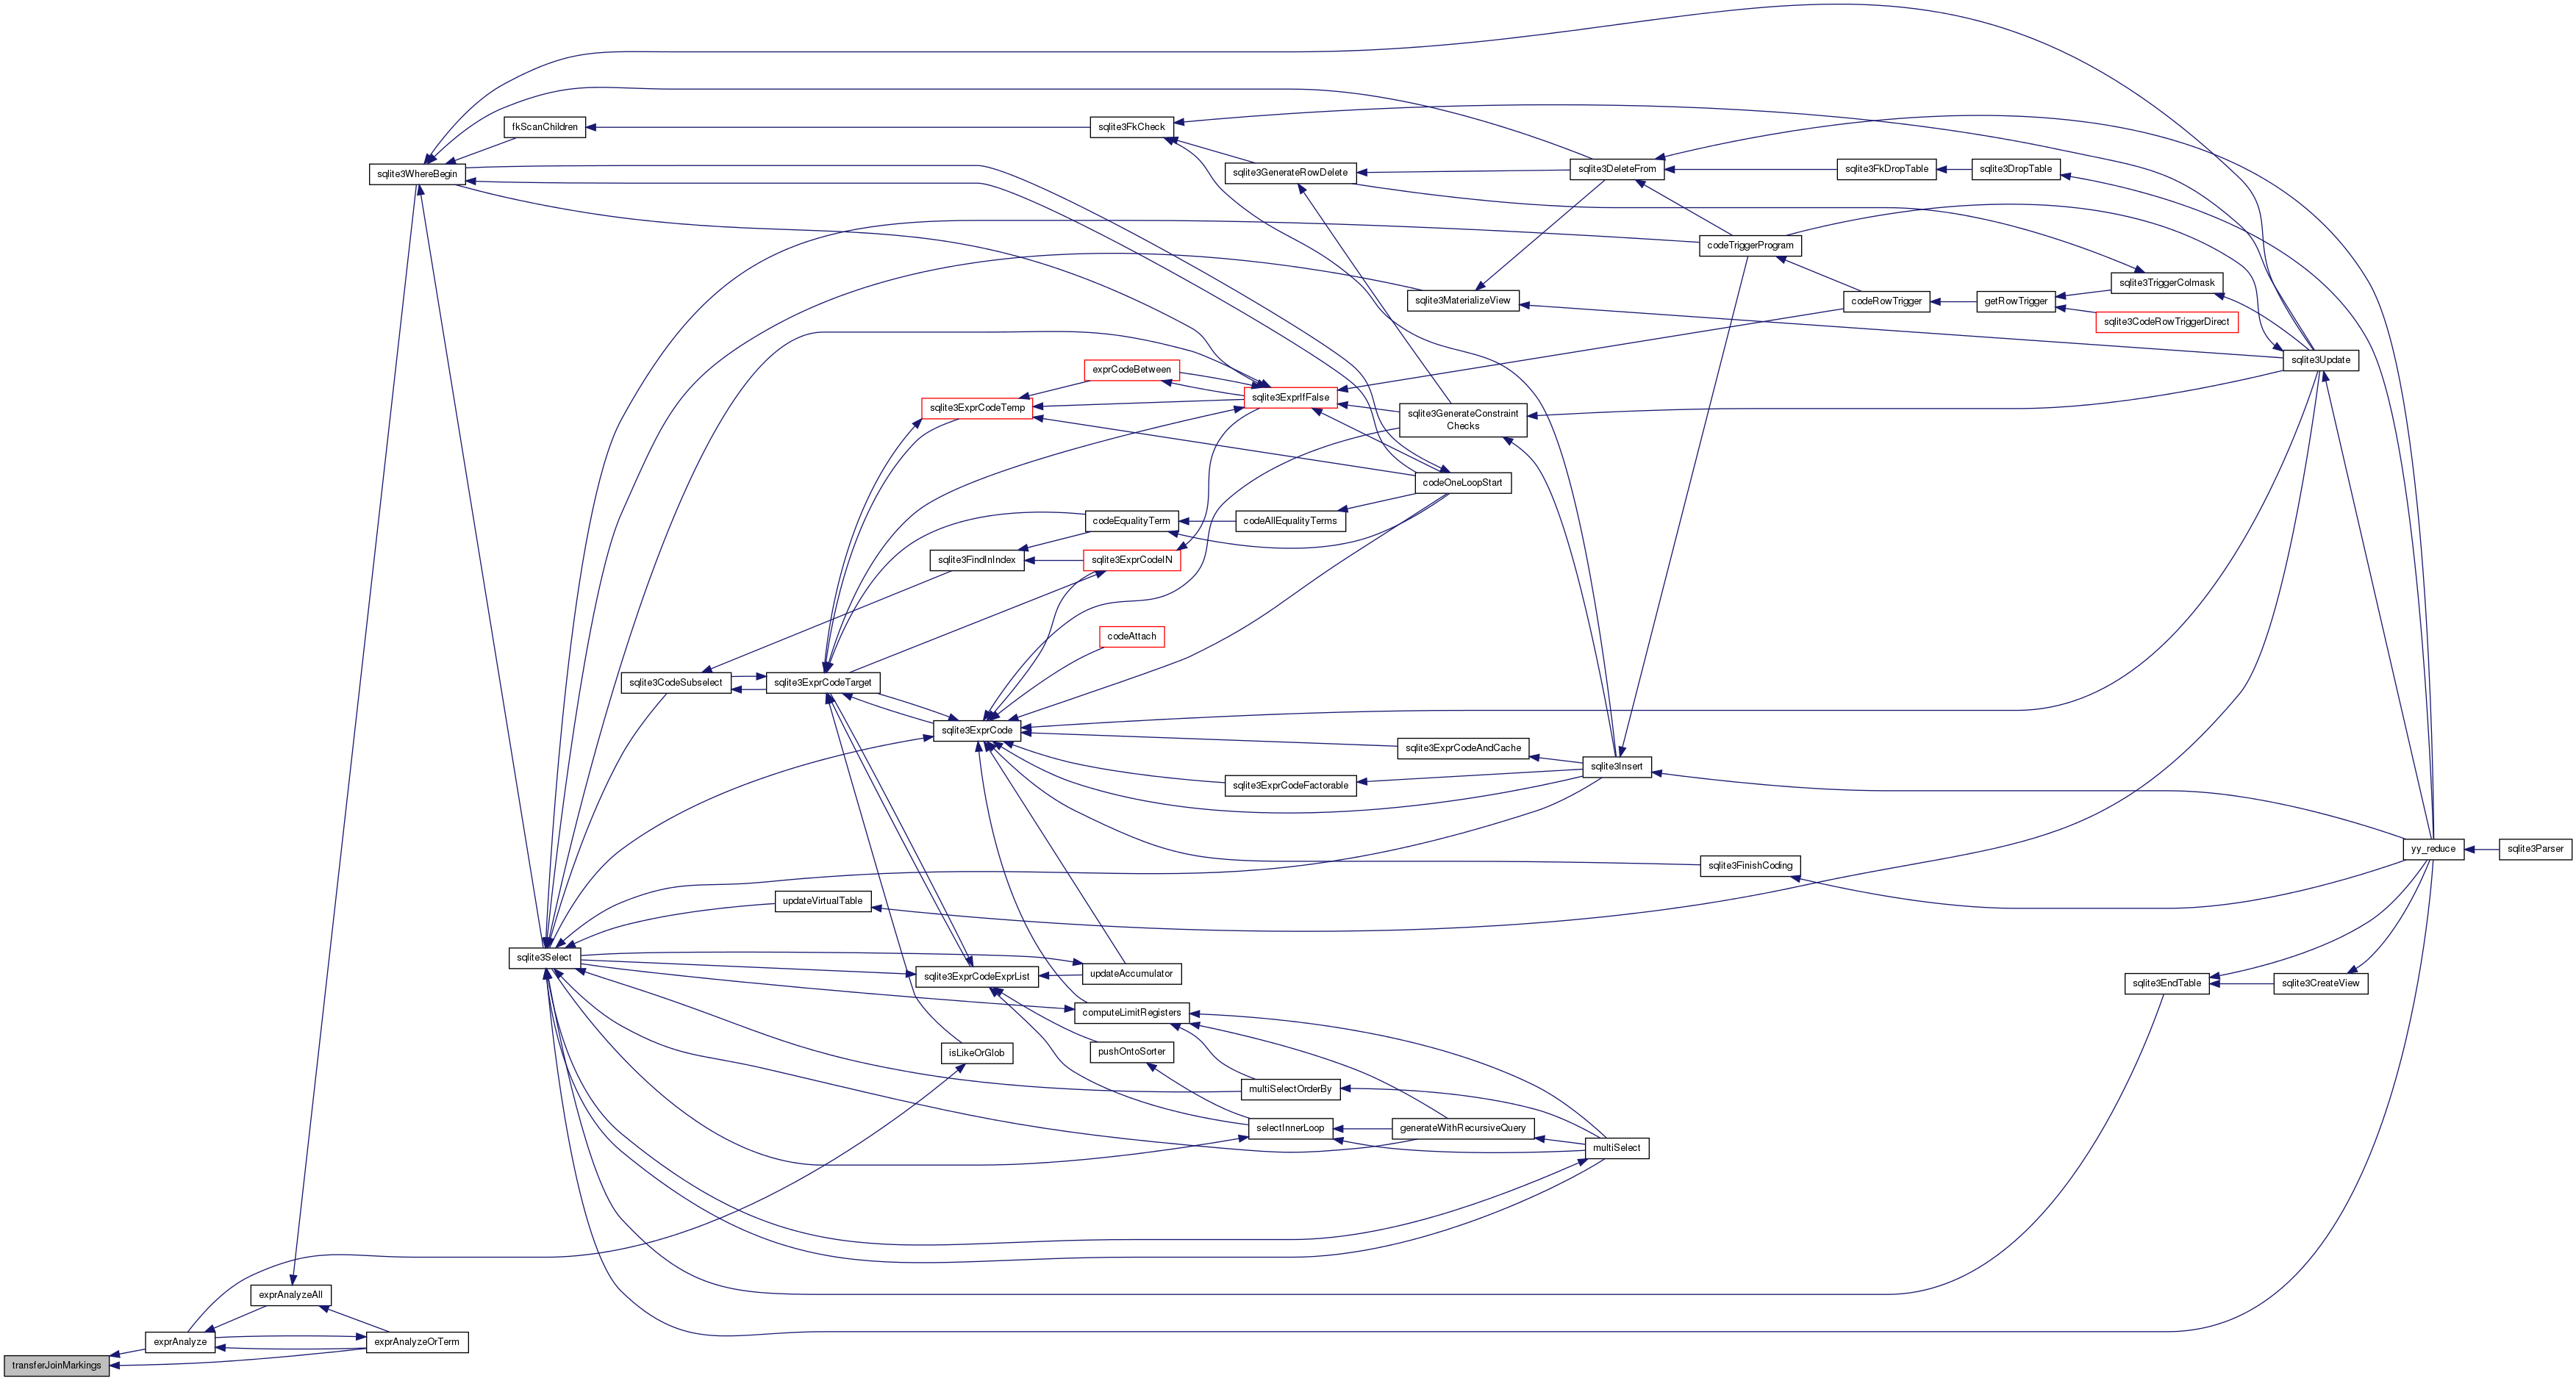 fkScanChildren
sqlite3FkCheck
sqlite3WhereBegin
sqlite3GenerateRowDelete
sqlite3DeleteFrom
sqlite3FkDropTable
sqlite3DropTable
codeTriggerProgram
sqlite3TriggerColmask
sqlite3MaterializeView
codeRowTrigger
getRowTrigger
sqlite3CodeRowTriggerDirect
sqlite3Update
exprCodeBetween
sqlite3ExprIfFalse
sqlite3ExprCodeTemp
sqlite3GenerateConstraint
Checks
codeOneLoopStart
codeEqualityTerm
codeAllEqualityTerms
sqlite3FindInIndex
sqlite3ExprCodeIN
codeAttach
sqlite3CodeSubselect
sqlite3ExprCodeTarget
sqlite3ExprCode
sqlite3ExprCodeAndCache
sqlite3Insert
sqlite3ExprCodeFactorable
yy_reduce
sqlite3Parser
sqlite3FinishCoding
updateVirtualTable
sqlite3Select
sqlite3ExprCodeExprList
updateAccumulator
sqlite3EndTable
sqlite3CreateView
computeLimitRegisters
isLikeOrGlob
pushOntoSorter
multiSelectOrderBy
selectInnerLoop
generateWithRecursiveQuery
multiSelect
exprAnalyzeAll
exprAnalyze
exprAnalyzeOrTerm
transferJoinMarkings